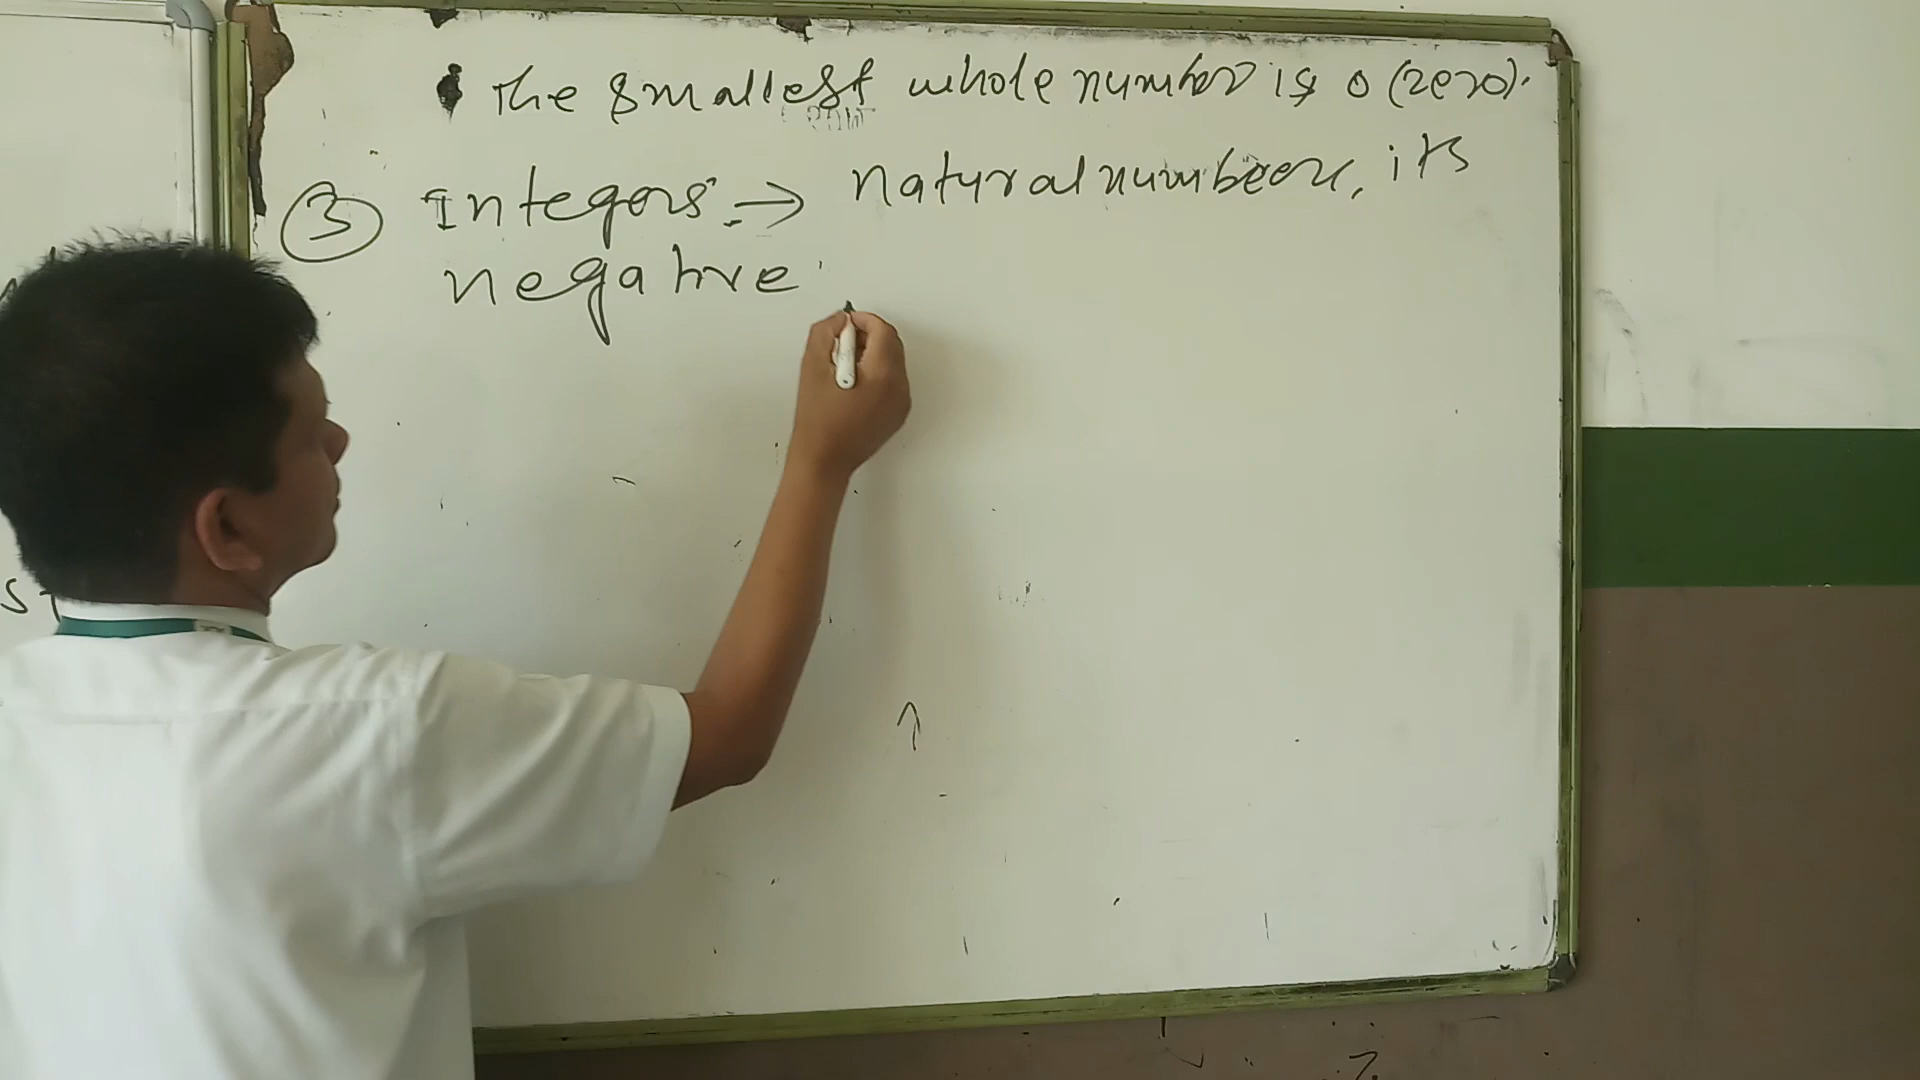 • The smallest whole number is 0 (zero).
③ Integers:→ natural numbers, its
negative